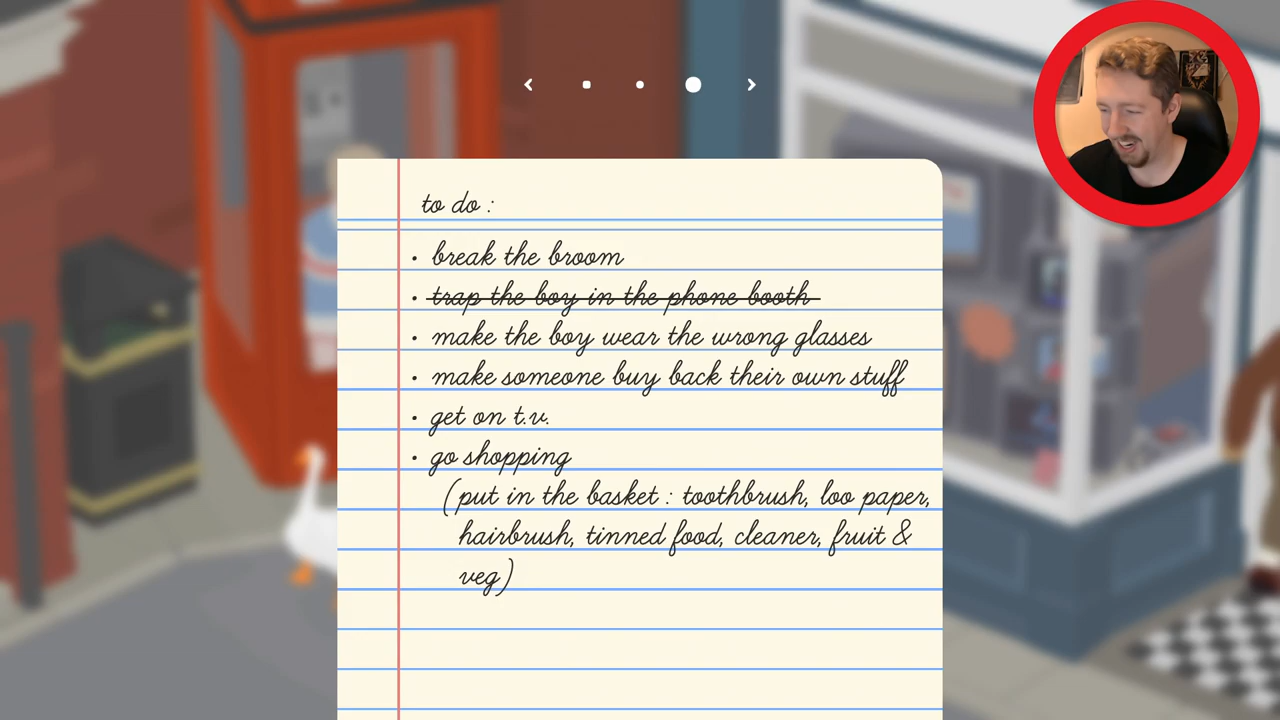 to do :
• break the broom
• trap the boy in the phone booth
• make the boy wear the wrong glasses
• make someone buy back their own stuff
• get on t.v.
• go shopping
(put in the basket : toothbrush, loo paper,
hairbrush, tinned food, cleaner, fruit &
veg)